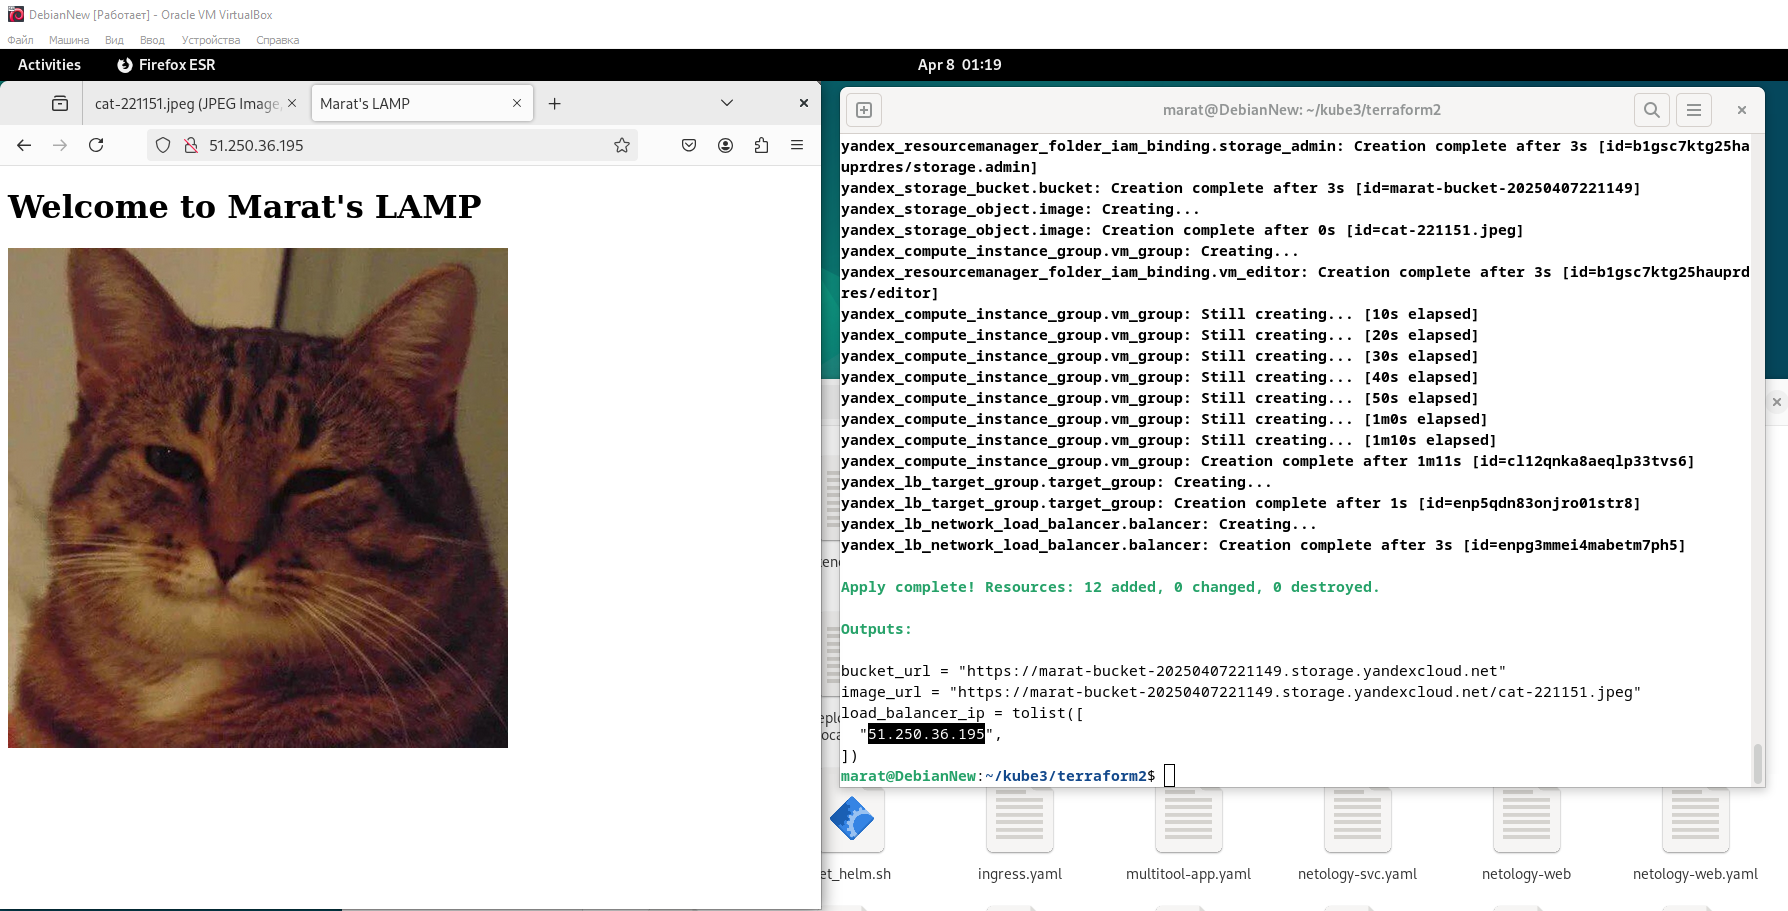 DebianNew [Работает] - Oracle VM VirtualBox
Файл Машина Вид Ввод Устройства Справка
Activities Firefox ESR Apr 8 01:19
cat-221151.jpeg (JPEG Image, Marat's LAMP
51.250.36.195
Welcome to Marat's LAMP
marat@DebianNew: ~/kube3/terraform2
yandex_resourcemanager_folder_iam_binding.storage_admin: Creation complete after 3s [id=b1gsc7ktg25ha
uprdres/storage.admin]
yandex_storage_bucket.bucket: Creation complete after 3s [id=marat-bucket-20250407221149]
yandex_storage_object.image: Creating...
yandex_storage_object.image: Creation complete after 0s [id=cat-221151.jpeg]
yandex_compute_instance_group.vm_group: Creating...
yandex_resourcemanager_folder_iam_binding.vm_editor: Creation complete after 3s [id=b1gsc7ktg25hauprd
res/editor]
yandex_compute_instance_group.vm_group: Still creating... [10s elapsed]
yandex_compute_instance_group.vm_group: Still creating... [20s elapsed]
yandex_compute_instance_group.vm_group: Still creating... [30s elapsed]
yandex_compute_instance_group.vm_group: Still creating... [40s elapsed]
yandex_compute_instance_group.vm_group: Still creating... [50s elapsed]
yandex_compute_instance_group.vm_group: Still creating... [1m0s elapsed]
yandex_compute_instance_group.vm_group: Still creating... [1m10s elapsed]
yandex_compute_instance_group.vm_group: Creation complete after 1m11s [id=cl12qnka8aeqlp33tvs6]
yandex_lb_target_group.target_group: Creating...
yandex_lb_target_group.target_group: Creation complete after 1s [id=enp5qdn83onjro01str8]
yandex_lb_network_load_balancer.balancer: Creating...
yandex_lb_network_load_balancer.balancer: Creation complete after 3s [id=enpg3mmei4mabetm7ph5]
Apply complete! Resources: 12 added, 0 changed, 0 destroyed.
Outputs:
bucket_url = "https://marat-bucket-20250407221149.storage.yandexcloud.net"
image_url = "https://marat-bucket-20250407221149.storage.yandexcloud.net/cat-221151.jpeg"
load_balancer_ip = tolist([
"51.250.36.195",
])
marat@DebianNew:~/kube3/terraform2$
et_helm.sh ingress.yaml multitool-app.yaml netology-svc.yaml netology-web netology-web.yaml